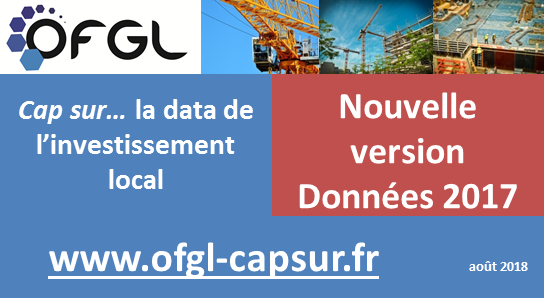 OFGL
Cap sur... la data de
l'investissement
local
Nouvelle
version
Données 2017
www.ofgl-capsur.fr
août 2018